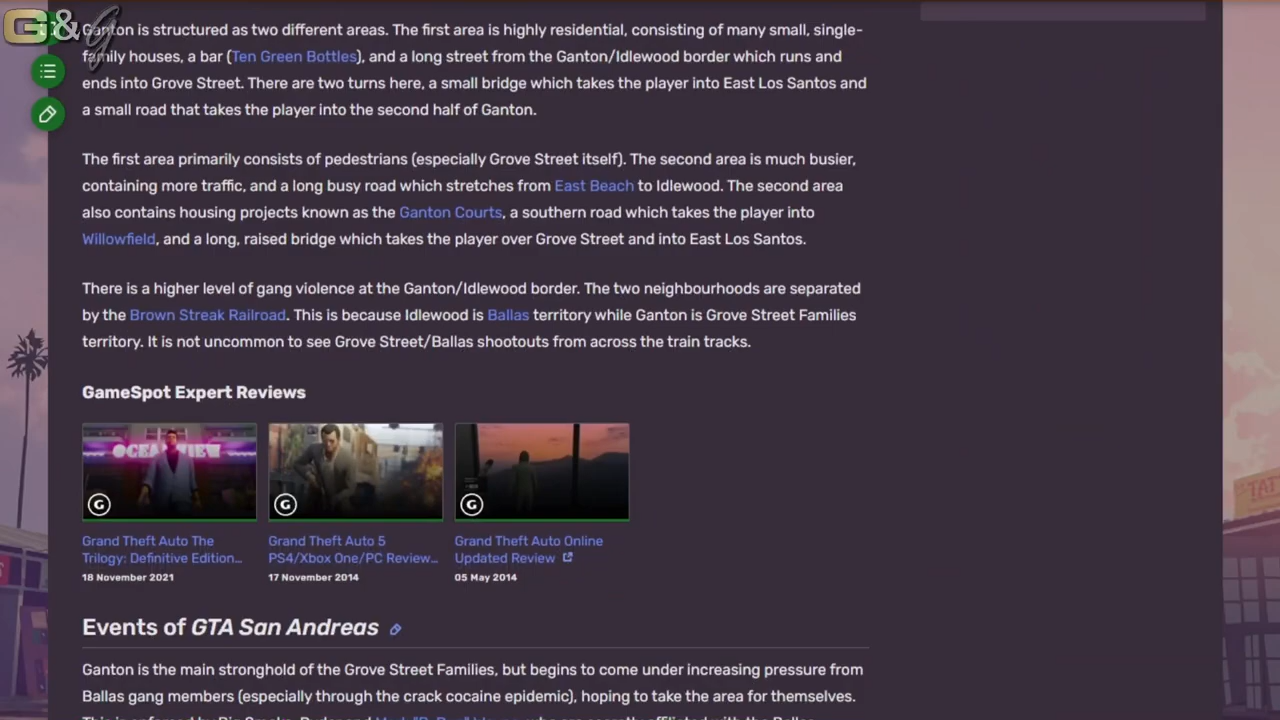 G&g
Ganton is structured as two different areas. The first area is highly residential, consisting of many small, single-
family houses, a bar (Ten Green Bottles), and a long street from the Ganton/Idlewood border which runs and
ends into Grove Street. There are two turns here, a small bridge which takes the player into East Los Santos and
a small road that takes the player into the second half of Ganton.
The first area primarily consists of pedestrians (especially Grove Street itself). The second area is much busier,
containing more traffic, and a long busy road which stretches from East Beach to Idlewood. The second area
also contains housing projects known as the Ganton Courts, a southern road which takes the player into
Willowfield, and a long, raised bridge which takes the player over Grove Street and into East Los Santos.
There is a higher level of gang violence at the Ganton/Idlewood border. The two neighbourhoods are separated
by the Brown Streak Railroad. This is because Idlewood is Ballas territory while Ganton is Grove Street Families
territory. It is not uncommon to see Grove Street/Ballas shootouts from across the train tracks.
GameSpot Expert Reviews
OCEAN VIEW
Grand Theft Auto The
Trilogy: Definitive Edition...
18 November 2021
Grand Theft Auto 5
PS4/Xbox One/PC Review...
17 November 2014
Grand Theft Auto Online
Updated Review
05 May 2014
Events of GTA San Andreas
Ganton is the main stronghold of the Grove Street Families, but begins to come under increasing pressure from
Ballas gang members (especially through the crack cocaine epidemic), hoping to take the area for themselves.